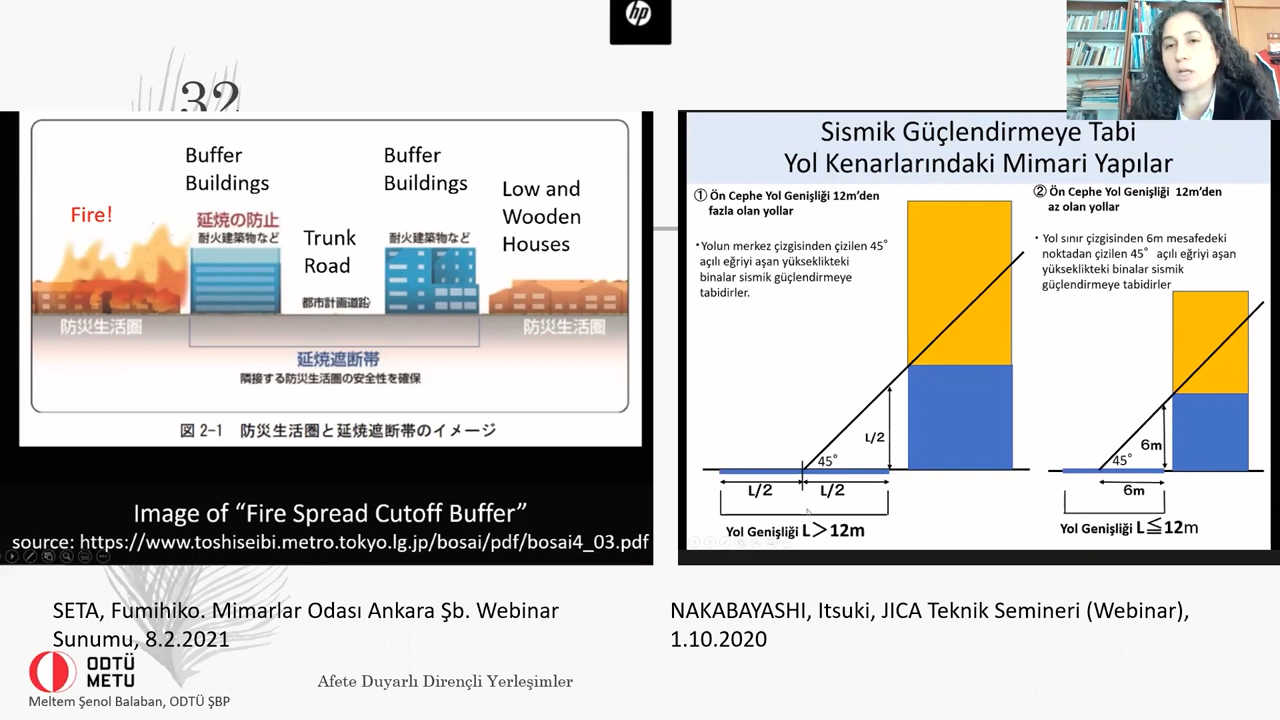 hp
32
Buffer
Buildings
Buffer
Buildings
Low and
Wooden
Houses
Fire!
延焼の防止
耐火建築物など
Trunk
Road
耐火建築物など
都市計画道路
防災生活圏
防災生活圏
延焼遮断帯
隣接する防災生活圏の安全性を確保
図 2-1 防災生活圏と延焼遮断帯のイメージ
Image of “Fire Spread Cutoff Buffer”
source: https://www.toshiseibi.metro.tokyo.lg.jp/bosai/pdf/bosai4_03.pdf
Sismik Güçlendirmeye Tabi
Yol Kenarlarındaki Mimari Yapılar
① Ön Cephe Yol Genişliği 12m’den
fazla olan yollar
・Yolun merkez çizgisinden çizilen 45°
açılı eğriyi aşan yükseklikteki
binalar sismik güçlendirmeye
tabidirler.
L/2
45°
L/2
L/2
Yol Genişliği L＞12m
② Ön Cephe Yol Genişliği 12m’den
az olan yollar
・Yol sınır çizgisinden 6m mesafedeki
noktadan çizilen 45° açılı eğriyi aşan
yükseklikteki binalar sismik
güçlendirmeye tabidirler
6m
45°
6m
Yol Genişliği L≦12m
SETA, Fumihiko. Mimarlar Odası Ankara Şb. Webinar
Sunumu, 8.2.2021
NAKABAYASHI, Itsuki, JICA Teknik Semineri (Webinar),
1.10.2020
ODTÜ
METU
Afete Duyarlı Dirençli Yerleşimler
Meltem Şenol Balaban, ODTÜ ŞBP